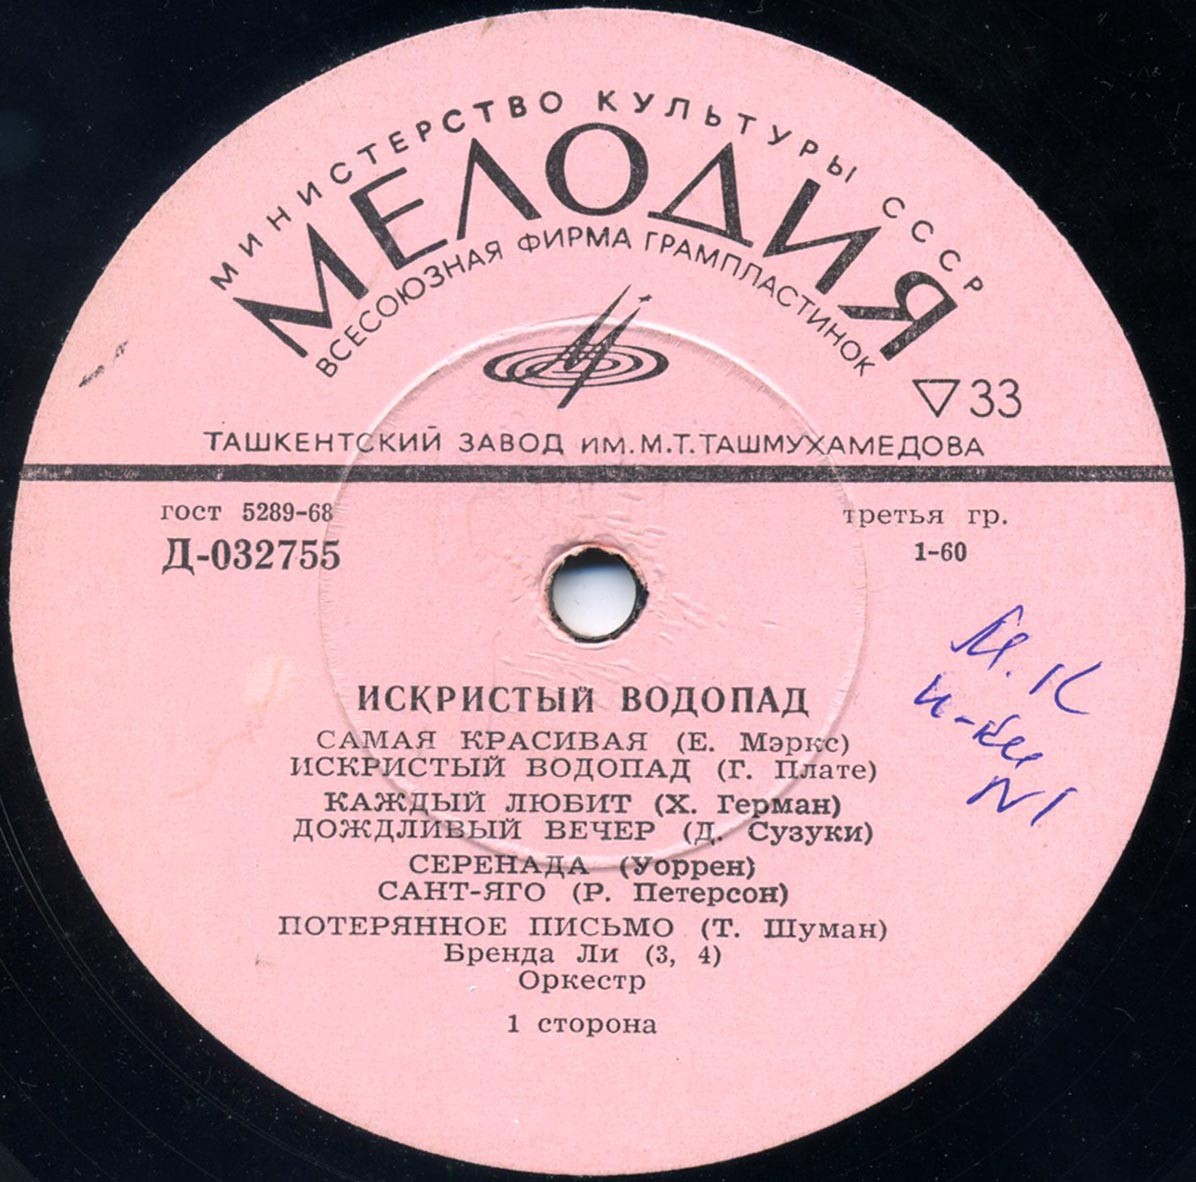 МИНИСТЕРСТВО КУЛЬТУРЫ СССР
МЕЛОДИЯ
ВСЕСОЮЗНАЯ ФИРМА ГРАМПЛАСТИНОК
▽33
ТАШКЕНТСКИЙ ЗАВОД ИМ. М. Т. ТАШМУХАМЕДОВА
гост 5289-68
третья гр.
Д-032755
1-60
М. К
ИСКРИСТЫЙ ВОДОПАД
САМАЯ КРАСИВАЯ (Е. Мэркс)
ИСКРИСТЫЙ ВОДОПАД (Г. Плате)
КАЖДЫЙ ЛЮБИТ (Х. Герман)
ДОЖДЛИВЫЙ ВЕЧЕР (Д. Сузуки)
СЕРЕНАДА (Уоррен)
САНТ-ЯГО (Р. Петерсон)
ПОТЕРЯННОЕ ПИСЬМО (Т. Шуман)
Бренда Ли (3, 4)
Оркестр
1 сторона